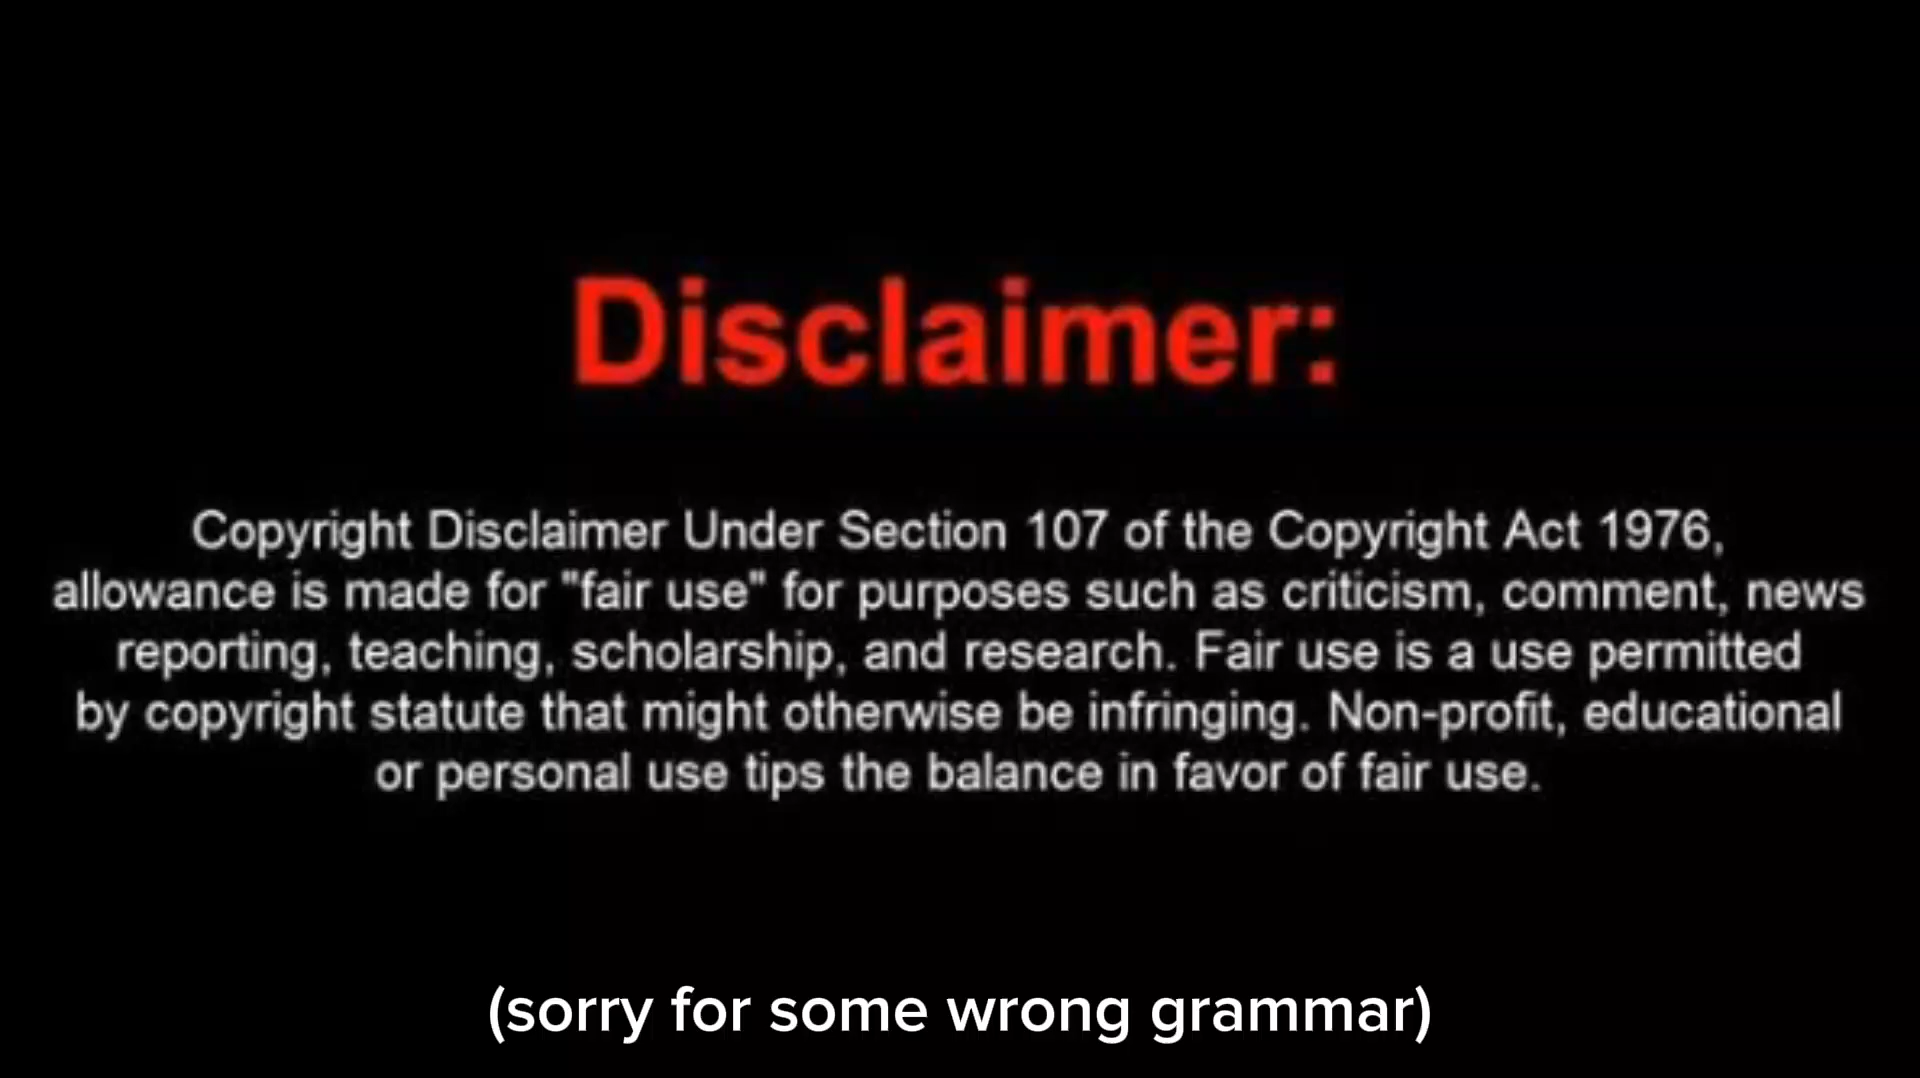 Disclaimer:
Copyright Disclaimer Under Section 107 of the Copyright Act 1976,
allowance is made for "fair use" for purposes such as criticism, comment, news
reporting, teaching, scholarship, and research. Fair use is a use permitted
by copyright statute that might otherwise be infringing. Non-profit, educational
or personal use tips the balance in favor of fair use.
(sorry for some wrong grammar)